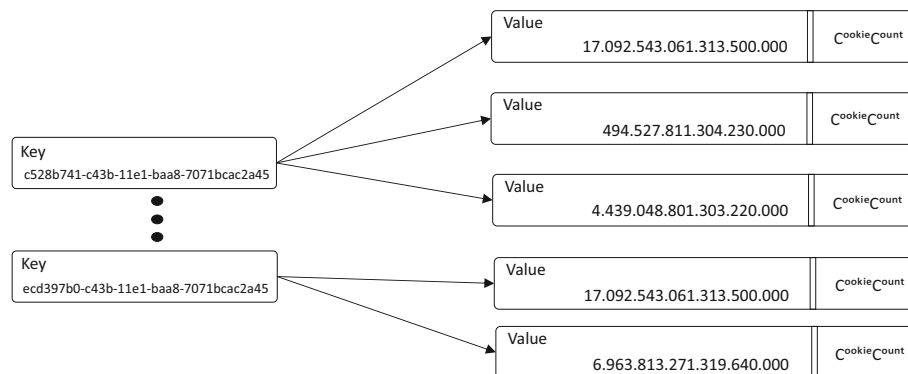 Value
17.092.543.061.313.500.000
CookieCount
Value
494.527.811.304.230.000
CookieCount
Key
c528b741-c43b-11e1-baa8-7071bcac2a45
Value
4.439.048.801.303.220.000
CookieCount
Key
ecd397b0-c43b-11e1-baa8-7071bcac2a45
Value
17.092.543.061.313.500.000
CookieCount
Value
6.963.813.271.319.640.000
CookieCount